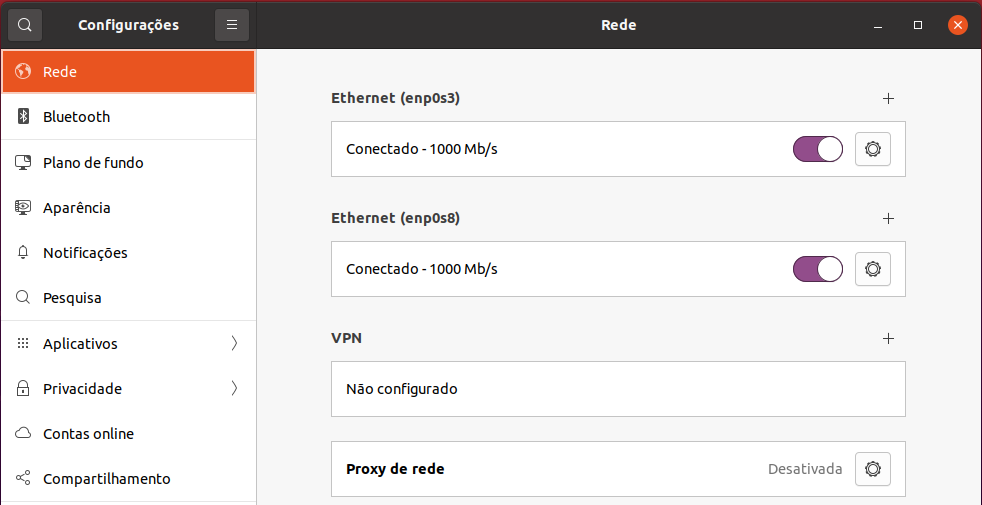 Configurações
Rede
Rede
Bluetooth
Plano de fundo
Aparência
Notificações
Pesquisa
Aplicativos
Privacidade
Contas online
Compartilhamento
Ethernet (enp0s3)
Conectado - 1000 Mb/s
Ethernet (enp0s8)
Conectado - 1000 Mb/s
VPN
Não configurado
Proxy de rede Desativada